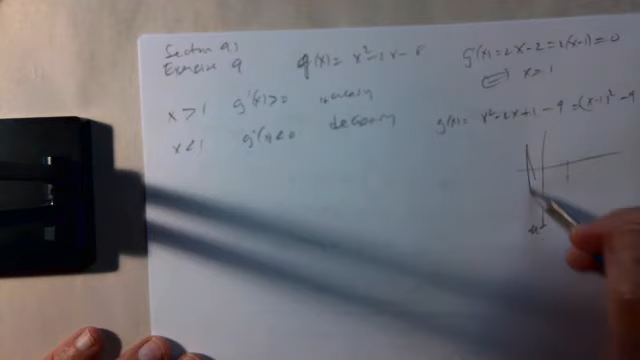 Section 9.1
Exercise 9
g(x) = x² - 2x - 8
g'(x) = 2x - 2 = 2(x-1) = 0
x = 1
x > 1 g'(x) > 0 increasing
x < 1 g'(x) < 0 decreasing
g(x) = x² - 2x + 1 - 9 = (x-1)² - 9